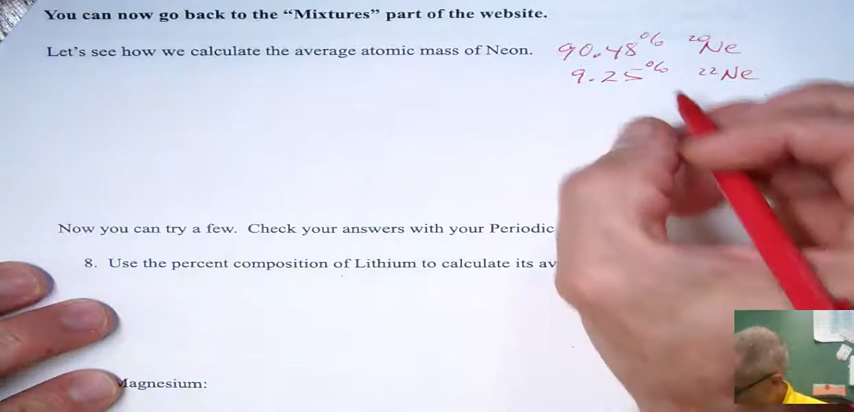 You can now go back to the “Mixtures” part of the website.
Let’s see how we calculate the average atomic mass of Neon. 90.48% ²⁰Ne
9.25% ²²Ne
Now you can try a few. Check your answers with your Periodic
8. Use the percent composition of Lithium to calculate its av
Magnesium: